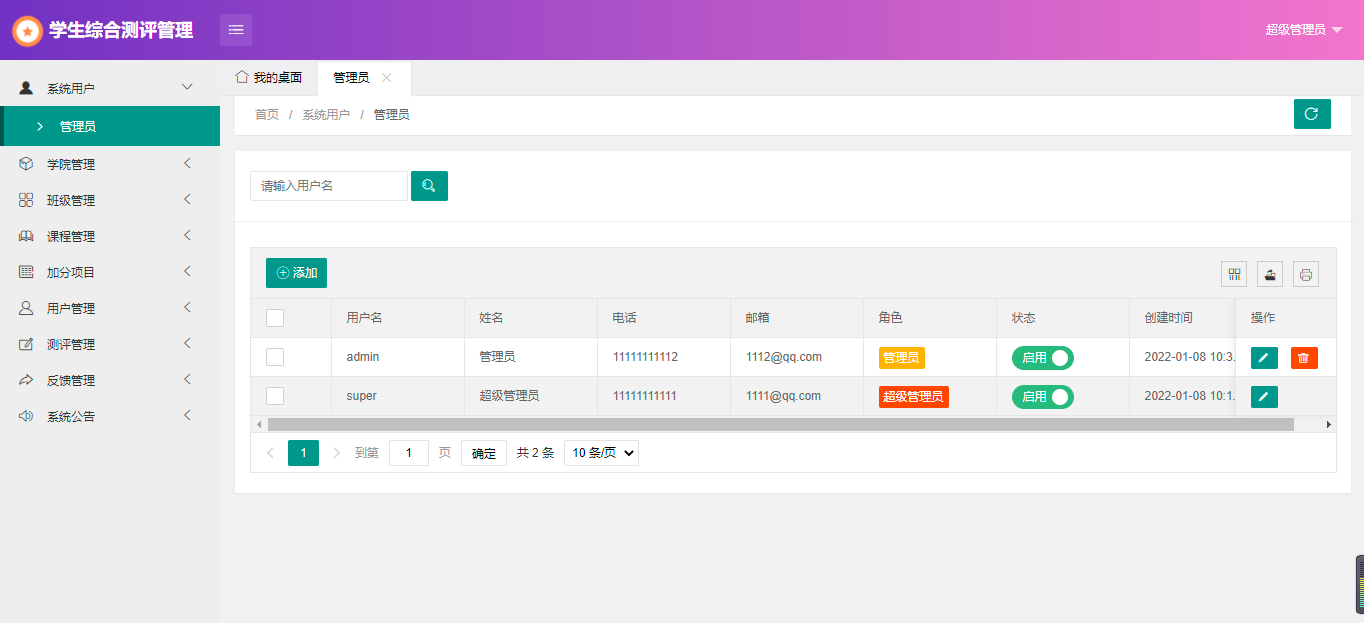 学生综合测评管理
超级管理员
系统用户
管理员
学院管理
班级管理
课程管理
加分项目
用户管理
测评管理
反馈管理
系统公告
我的桌面 管理员
首页 / 系统用户 / 管理员
请输入用户名
添加
用户名 姓名 电话 邮箱 角色 状态 创建时间 操作
admin 管理员 11111111112 1112@qq.com 管理员 启用 2022-01-08 10:3.
super 超级管理员 11111111111 1111@qq.com 超级管理员 启用 2022-01-08 10:1.
1 到第 1 页 确定 共 2 条 10 条/页